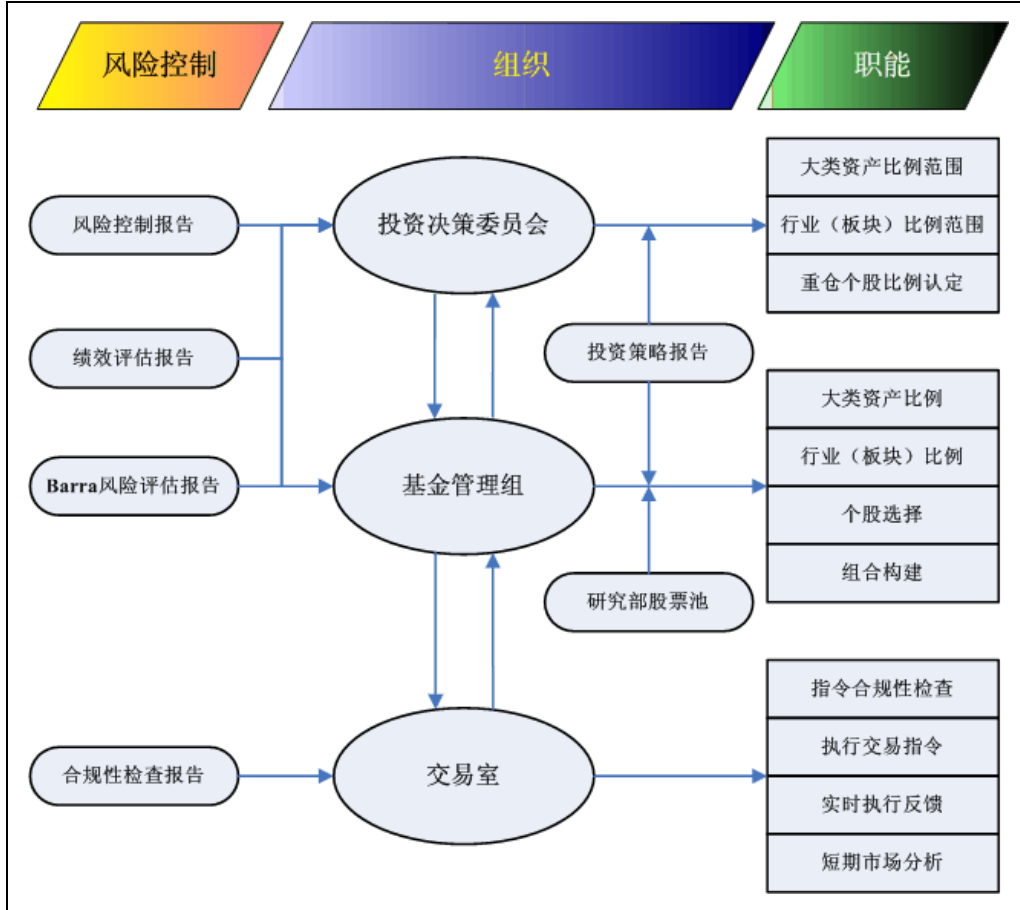 风险控制
组织
职能
大类资产比例范围
风险控制报告
投资决策委员会
行业（板块）比例范围
重仓个股比例认定
绩效评估报告
投资策略报告
大类资产比例
行业（板块）比例
Barra风险评估报告
基金管理组
个股选择
组合构建
研究部股票池
指令合规性检查
执行交易指令
合规性检查报告
交易室
实时执行反馈
短期市场分析